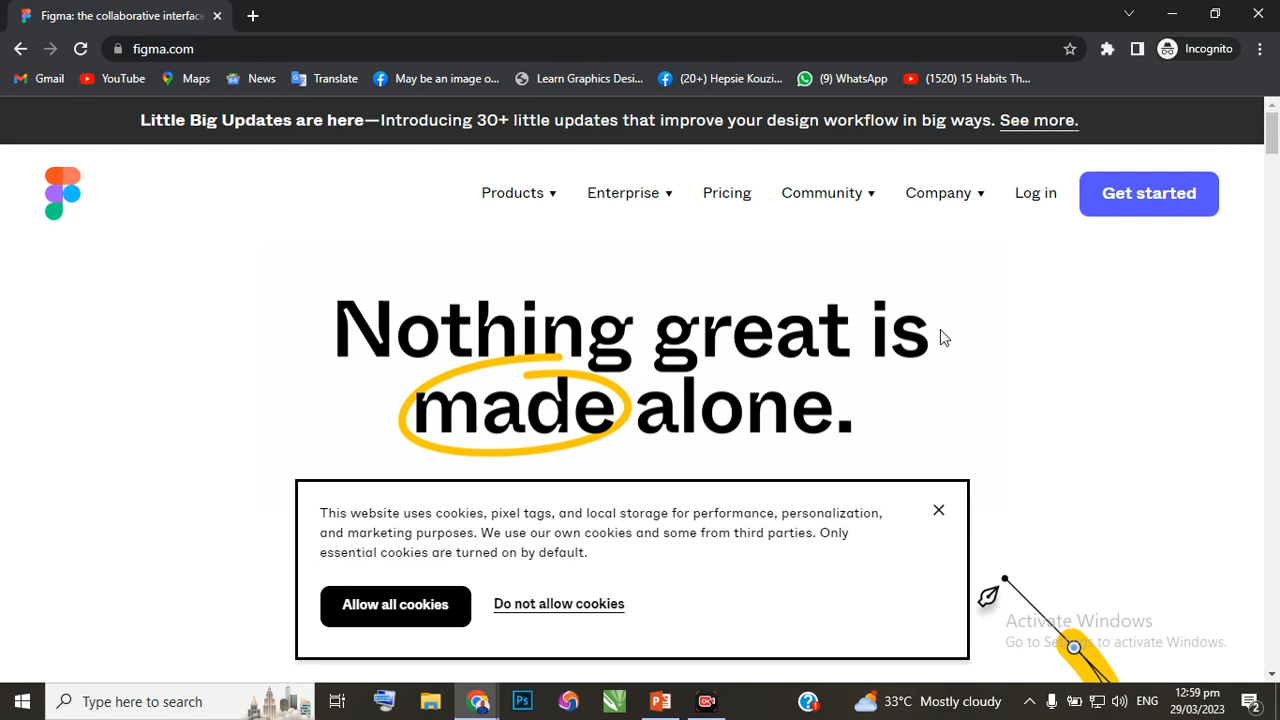 Figma: the collaborative interface
figma.com
Incognito
Gmail YouTube Maps News Translate May be an image o... Learn Graphics Desi... (20+) Hepsie Kouzi... (9) WhatsApp (1520) 15 Habits Th...
Little Big Updates are here—Introducing 30+ little updates that improve your design workflow in big ways. See more.
Products Enterprise Pricing Community Company Log in Get started
Nothing great is
made alone.
This website uses cookies, pixel tags, and local storage for performance, personalization,
and marketing purposes. We use our own cookies and some from third parties. Only
essential cookies are turned on by default.
Allow all cookies Do not allow cookies
Activate Windows
Go to Settings to activate Windows.
Type here to search
Ps
33°C Mostly cloudy
ENG
12:59 pm
29/03/2023
2